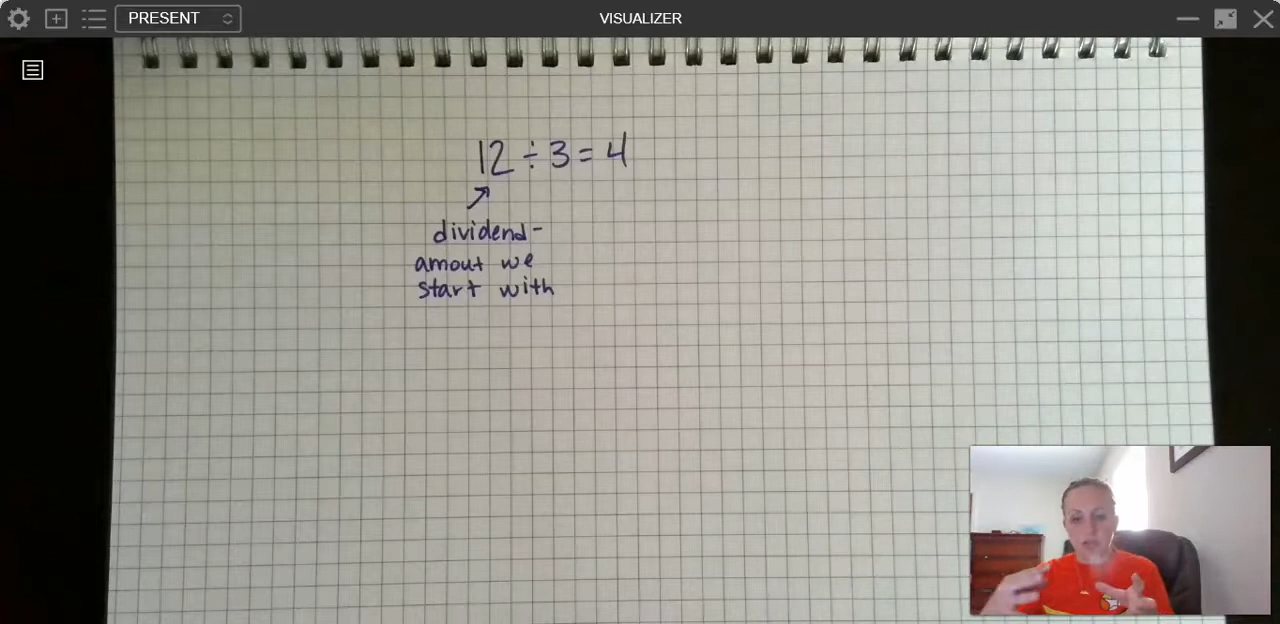 PRESENT
VISUALIZER
12 ÷ 3 = 4
dividend-
amout we
start with